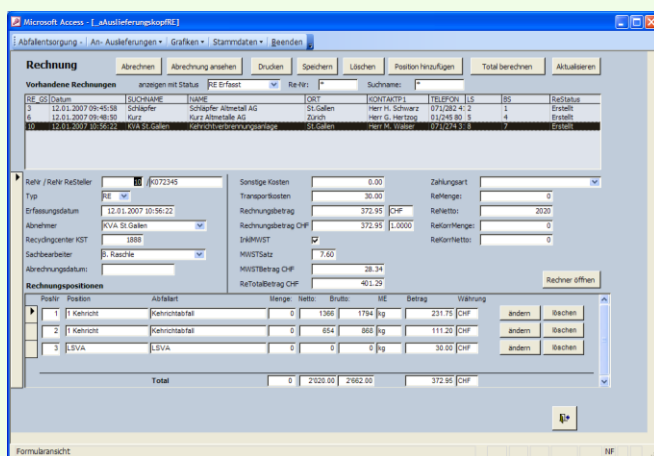 Microsoft Access - [_aAuslieferungskopfRE]
Abfallentsorgung An- Auslieferungen Grafiken Stammdaten Beenden
Rechnung Abrechnen Abrechnung ansehen Drucken Speichern Löschen Position hinzufügen Total berechnen Aktualisieren
Vorhandene Rechnungen anzeigen mit Status RE Erfasst Re-Nr: * Suchname: *
RE_GS Datum SUCHNAME NAME ORT KONTAKTP1 TELEFON LS BS ReStatus
3 12.01.2007 09:45:58 Schläpfer Schläpfer Altmetall AG St.Gallen Herr H. Schwarz 071/282 4 2 1 Erstellt
6 12.01.2007 09:48:50 Kurz Kurz Altmetalle AG Zürich Herr G. Hertzog 01/245 80 5 4 Erstellt
10 12.01.2007 10:56:22 KVA St.Gallen Kehrichtverbrennungsanlage St.Gallen Herr M. Walser 071/274 3 8 7 Erstellt
ReNr / ReNr ReSteller 10 / K072345 Sonstige Kosten 0.00 Zahlungsart
Typ RE Transportkosten 30.00 ReMenge: 0
Erfassungsdatum 12.01.2007 10:56:22 Rechnungsbetrag 372.95 CHF ReNetto: 2020
Abnehmer KVA St.Gallen Rechnungsbetrag CHF 372.95 1.0000 ReKorrMenge: 0
Recyclingcenter KST 1888 InklMWST ReKorrNetto: 0
Sachbearbeiter B. Raschle MWSTSatz 7.60
Abrechnungsdatum: MWSTBetrag CHF 28.34
Rechnungspositionen ReTotalBetrag CHF 401.29 Rechner öffnen
PosNr Position Abfallart Menge: Netto: Brutto: ME Betrag Währung
1 1 Kehricht Kehrichtabfall 0 1366 1794 kg 231.75 CHF ändern löschen
2 1 Kehricht Kehrichtabfall 0 654 868 kg 111.20 CHF ändern löschen
3 LSVA LSVA 0 0 0 kg 30.00 CHF ändern löschen
Total 0 2'020.00 2'662.00 372.95 CHF
Formularansicht NF